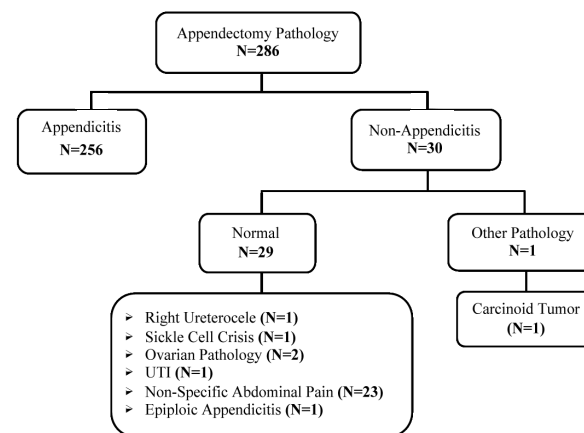 Appendectomy Pathology
N=286
Appendicitis
N=256
Non-Appendicitis
N=30
Normal
N=29
Other Pathology
N=1
Carcinoid Tumor
(N=1)
➢ Right Ureterocele (N=1)
➢ Sickle Cell Crisis (N=1)
➢ Ovarian Pathology (N=2)
➢ UTI (N=1)
➢ Non-Specific Abdominal Pain (N=23)
➢ Epiploic Appendicitis (N=1)